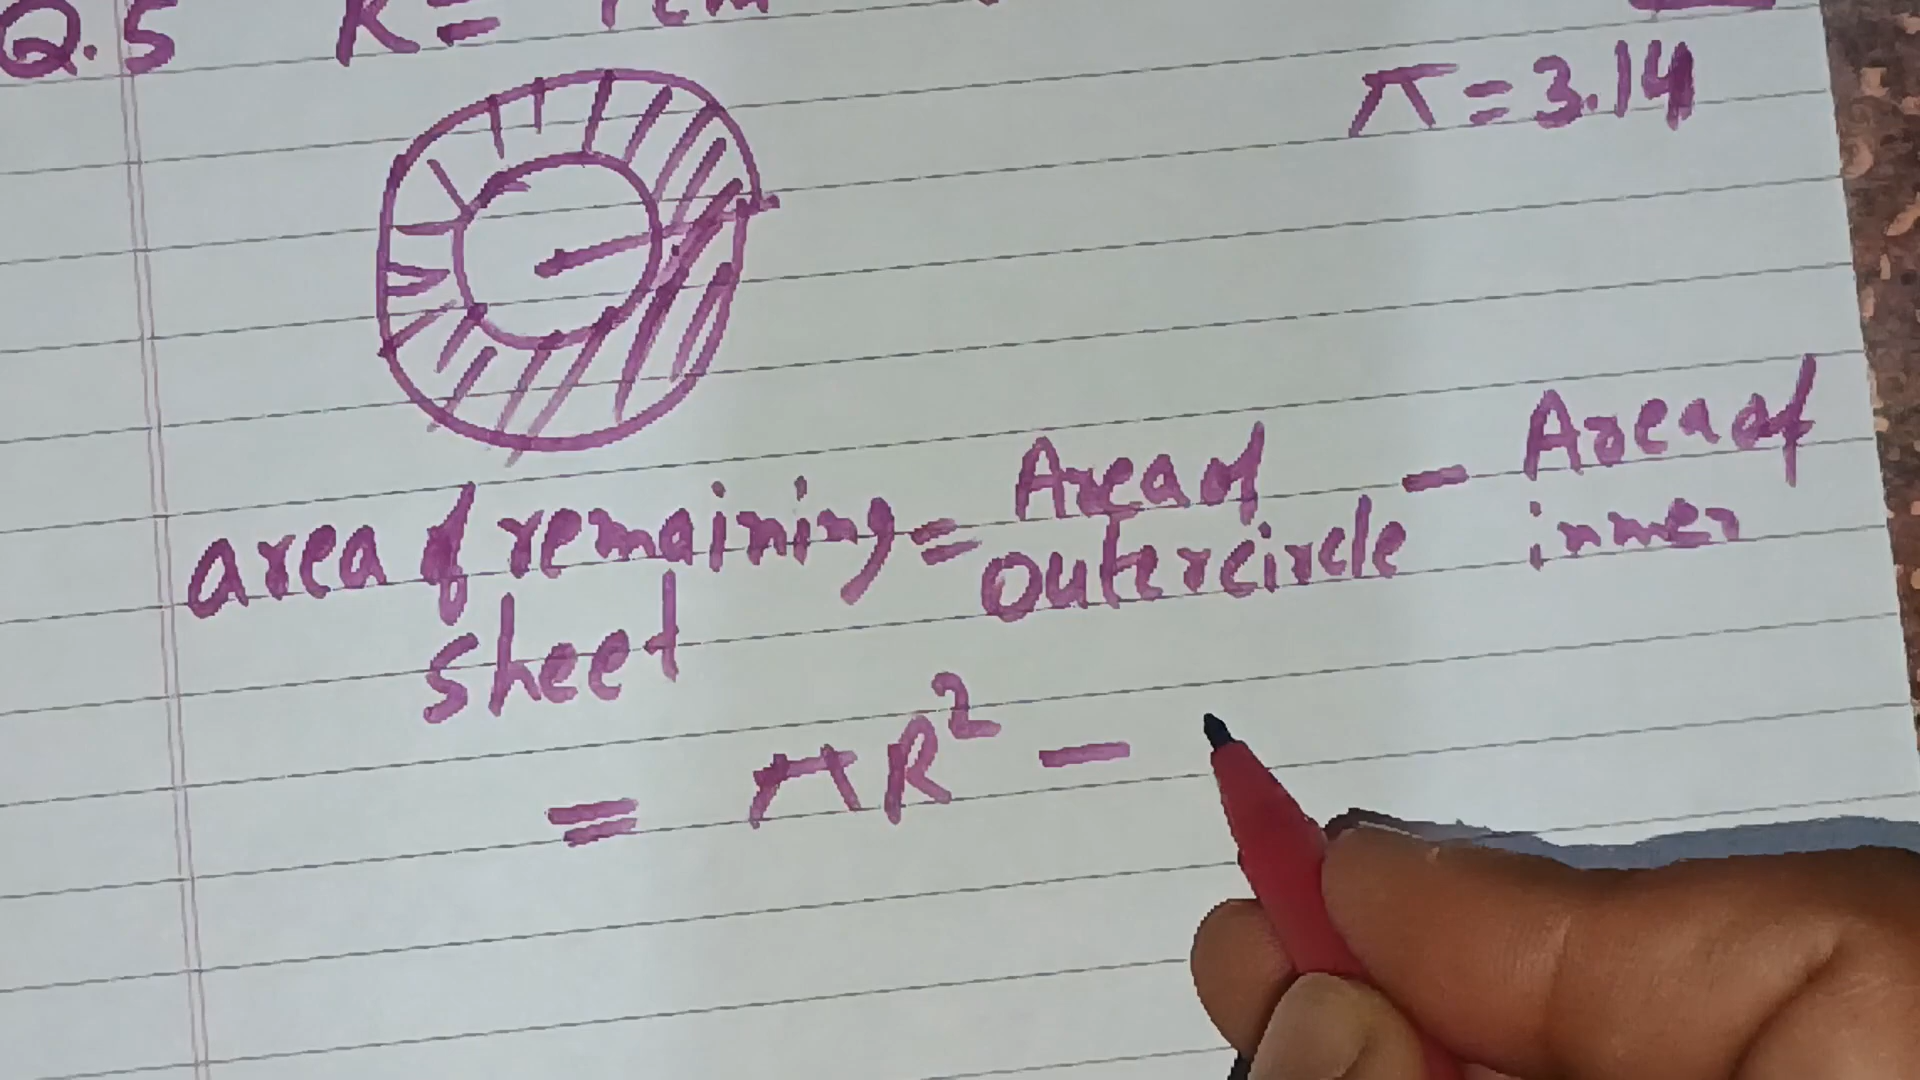 Q.5 R =
π = 3.14
area of remaining = Area of outercircle - Area of inner
sheet
= πR² -